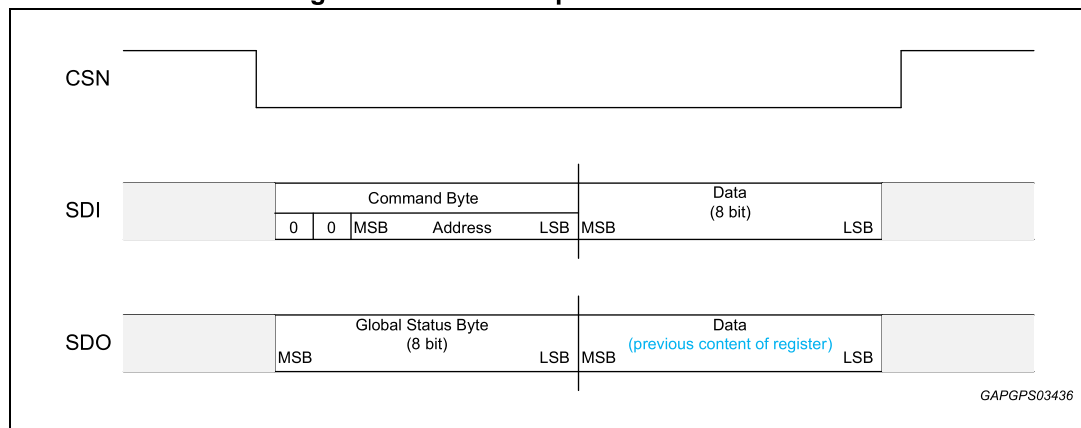 CSN
SDI
Command Byte
0 0 MSB Address LSB
Data
(8 bit)
MSB LSB
SDO
Global Status Byte
(8 bit)
MSB LSB
Data
(previous content of register)
MSB LSB
GAPGPS03436